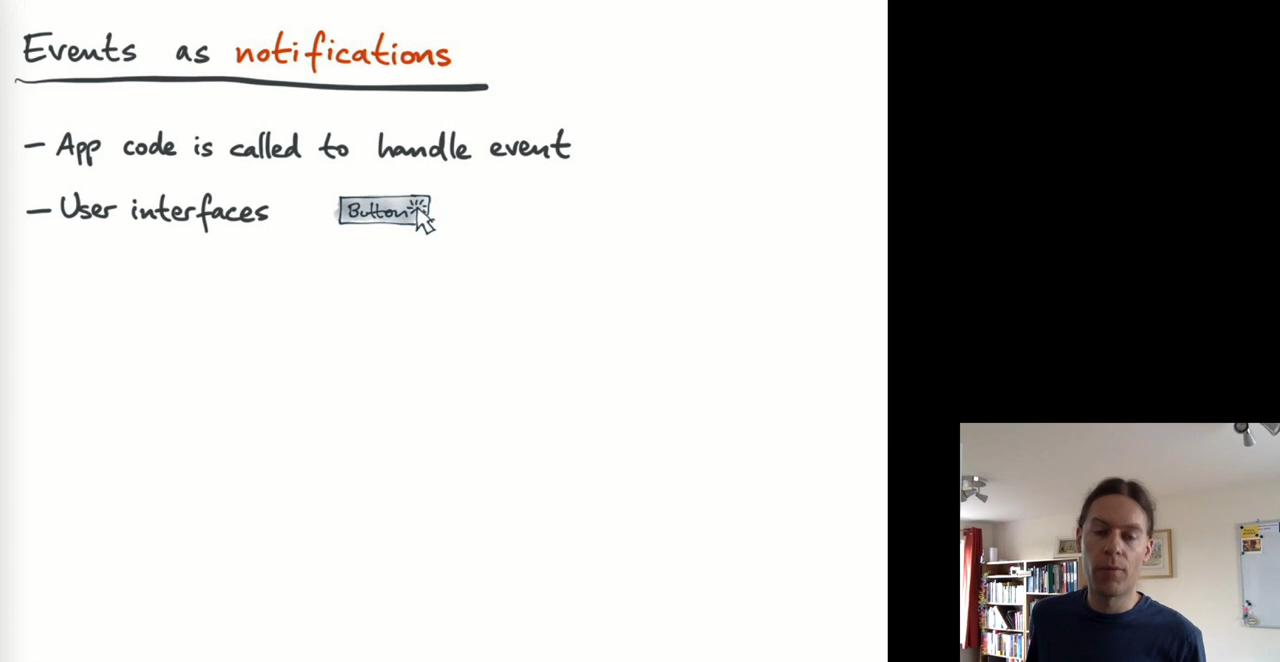 Events as notifications
- App code is called to handle event
- User interfaces Button